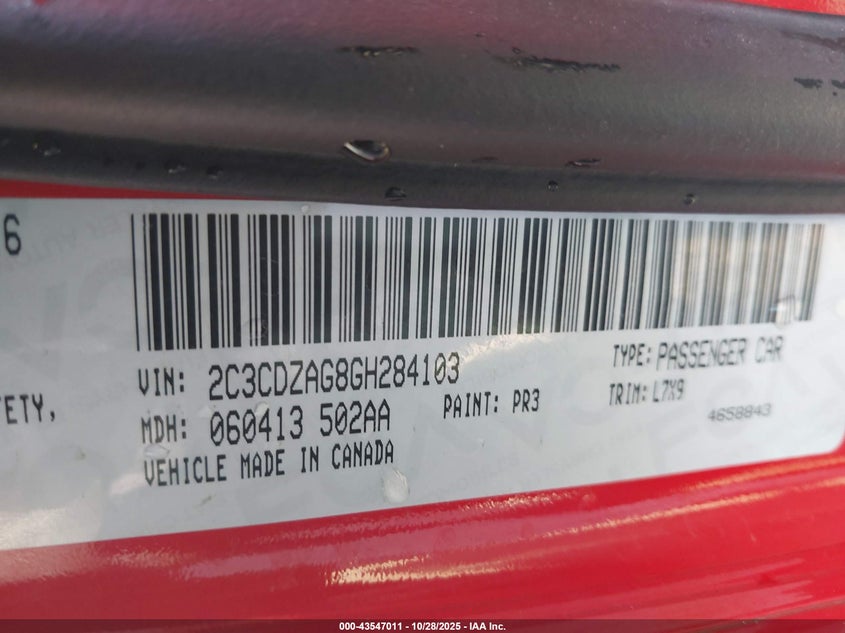 6
VIN: 2C3CDZAG8GH284103
TYPE: PASSENGER CAR
ETY,
MDH: 060413 502AA
PAINT: PR3
TRIM: L7X9
4658843
VEHICLE MADE IN CANADA
000-43547011 - 10/28/2025 - IAA Inc.